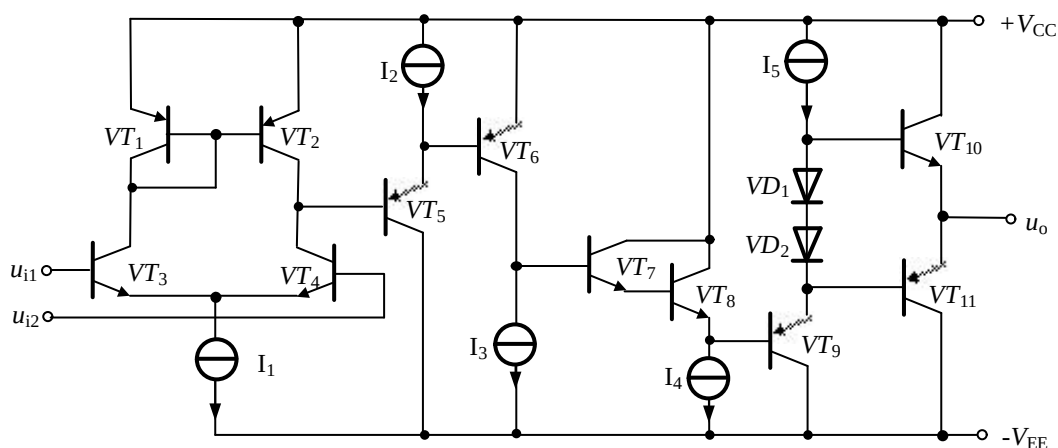 +VCC
I2
I5
VT1
VT2
VT6
VT10
VD1
VT5
uo
VD2
ui1
VT3
VT4
VT7
VT8
VT11
ui2
I3
VT9
I1
I4
-VEE